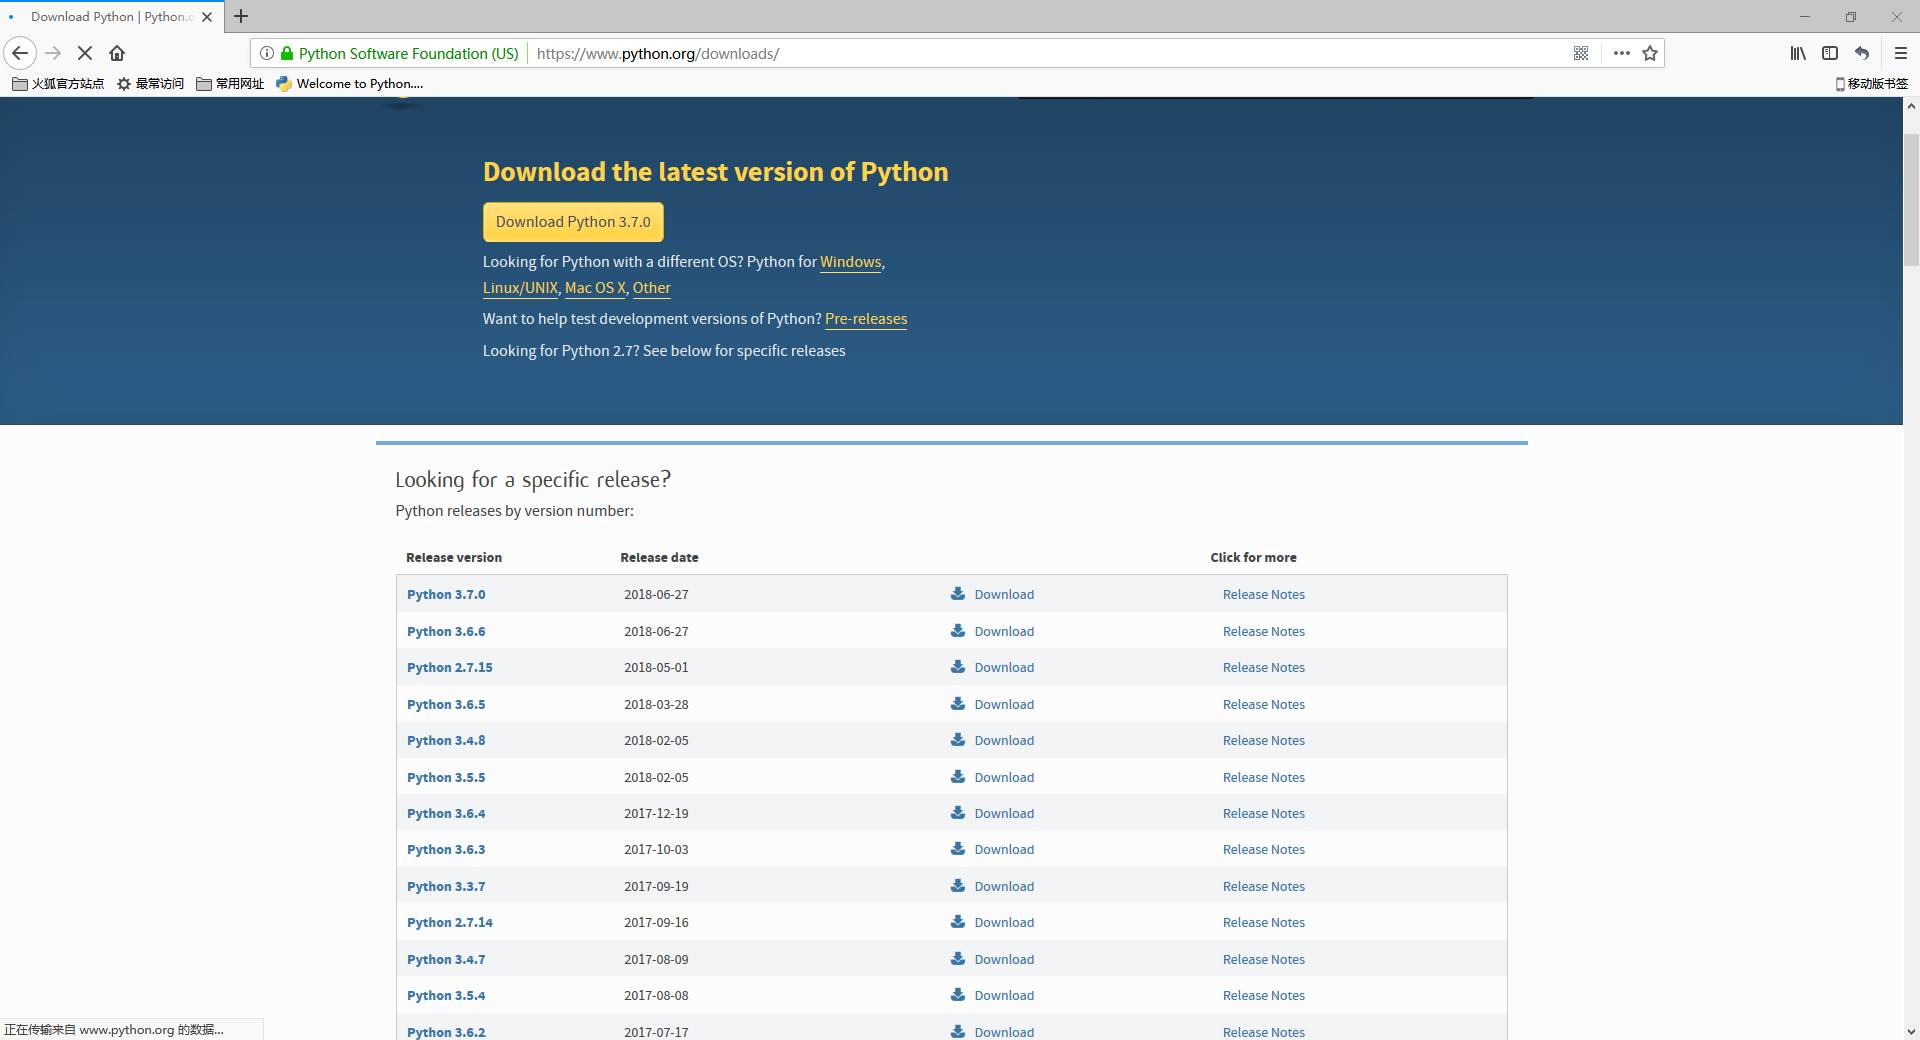 Download Python | Python.o
Python Software Foundation (US) https://www.python.org/downloads/
火狐官方站点 最常访问 常用网址 Welcome to Python.... 移动版书签
Download the latest version of Python
Download Python 3.7.0
Looking for Python with a different OS? Python for Windows,
Linux/UNIX, Mac OS X, Other
Want to help test development versions of Python? Pre-releases
Looking for Python 2.7? See below for specific releases
Looking for a specific release?
Python releases by version number:
Release version Release date Click for more
Python 3.7.0 2018-06-27 Download Release Notes
Python 3.6.6 2018-06-27 Download Release Notes
Python 2.7.15 2018-05-01 Download Release Notes
Python 3.6.5 2018-03-28 Download Release Notes
Python 3.4.8 2018-02-05 Download Release Notes
Python 3.5.5 2018-02-05 Download Release Notes
Python 3.6.4 2017-12-19 Download Release Notes
Python 3.6.3 2017-10-03 Download Release Notes
Python 3.3.7 2017-09-19 Download Release Notes
Python 2.7.14 2017-09-16 Download Release Notes
Python 3.4.7 2017-08-09 Download Release Notes
Python 3.5.4 2017-08-08 Download Release Notes
Python 3.6.2 2017-07-17 Download Release Notes
正在传输来自 www.python.org 的数据...